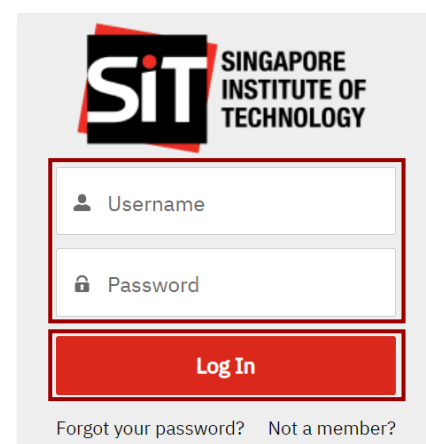 SiT
SINGAPORE
INSTITUTE OF
TECHNOLOGY
Username
Password
Log In
Forgot your password? Not a member?